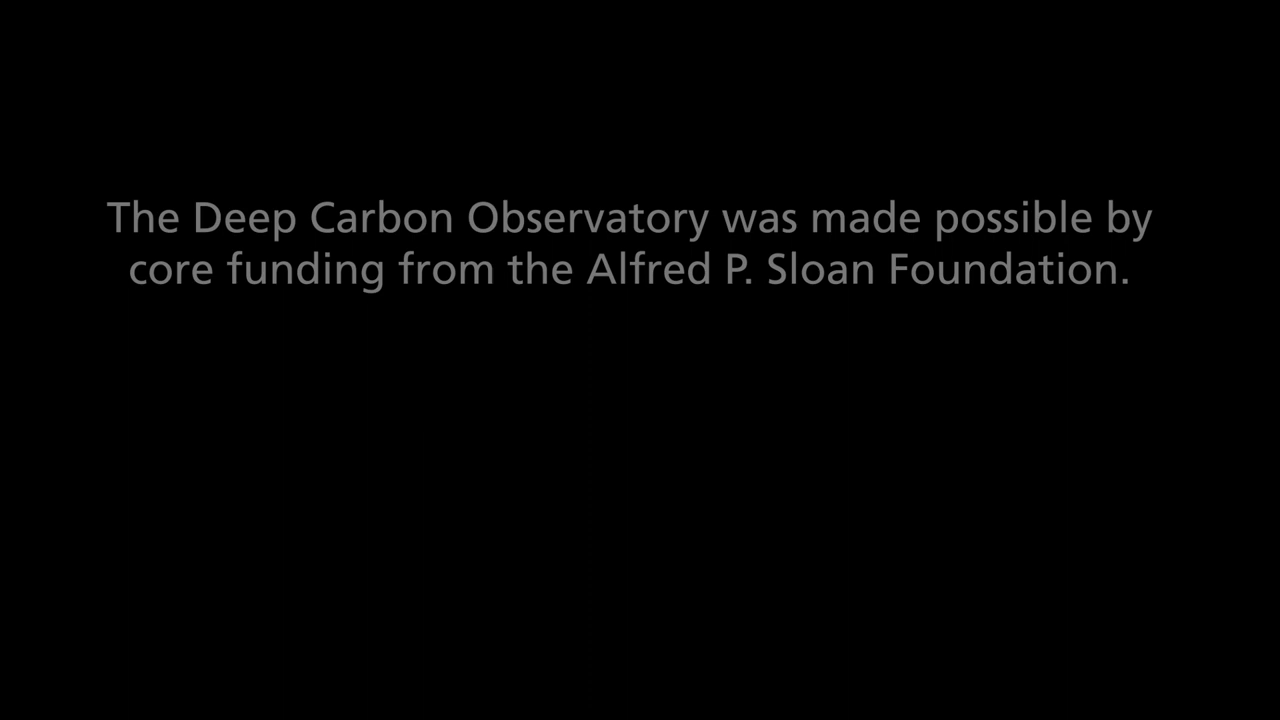 The Deep Carbon Observatory was made possible by
core funding from the Alfred P. Sloan Foundation.